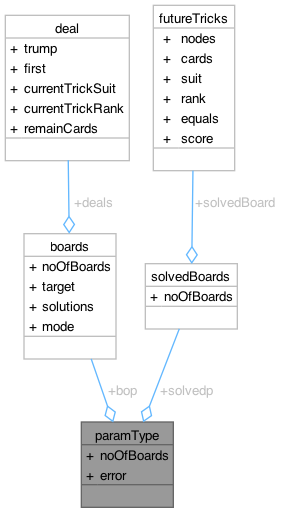 deal
+ trump
+ first
+ currentTrickSuit
+ currentTrickRank
+ remainCards
futureTricks
+ nodes
+ cards
+ suit
+ rank
+ equals
+ score
+deals
+solvedBoard
boards
+ noOfBoards
+ target
+ solutions
+ mode
solvedBoards
+ noOfBoards
+bop
+solvedp
paramType
+ noOfBoards
+ error